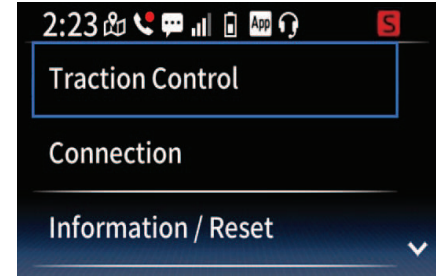 2:23 App S
Traction Control
Connection
Information / Reset